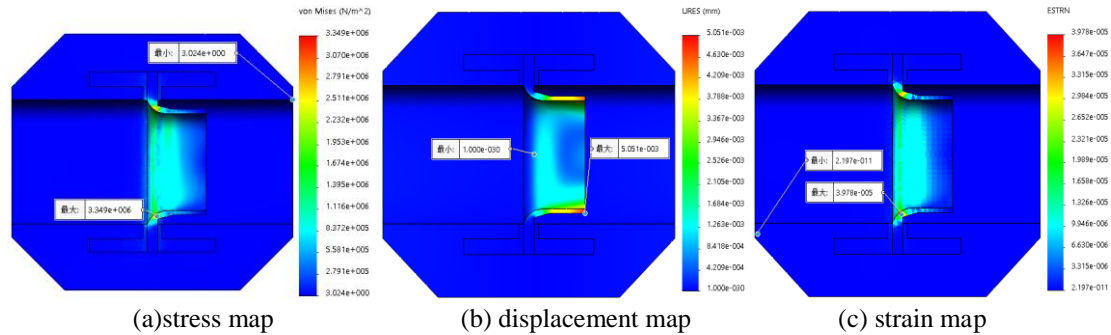 von Mises (N/m^2)
3.349e+006
3.070e+006
2.791e+006
2.511e+006
2.232e+006
1.953e+006
1.674e+006
1.395e+006
1.116e+006
8.372e+005
5.581e+005
2.791e+005
3.024e+000
最小: 3.024e+000
最大: 3.349e+006
(a)stress map
URES (mm)
5.051e-003
4.630e-003
4.209e-003
3.788e-003
3.367e-003
2.946e-003
2.526e-003
2.105e-003
1.684e-003
1.263e-003
8.418e-004
4.209e-004
1.000e-030
最小: 1.000e-030
最大: 5.051e-003
(b) displacement map
ESTRN
3.978e-005
3.647e-005
3.315e-005
2.984e-005
2.652e-005
2.321e-005
1.989e-005
1.658e-005
1.326e-005
9.946e-006
6.630e-006
3.315e-006
2.197e-011
最小: 2.197e-011
最大: 3.978e-005
(c) strain map